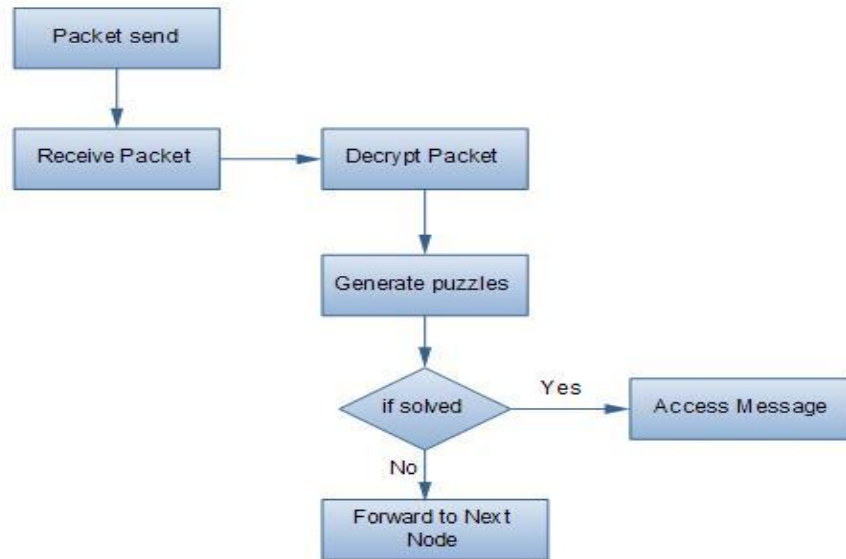 Packet send
Receive Packet
Decrypt Packet
Generate puzzles
if solved
Yes
Access Message
No
Forward to Next
Node